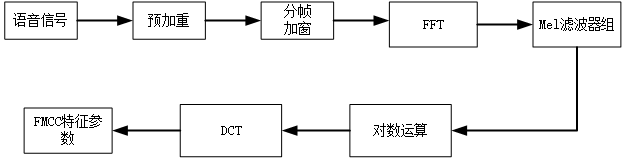 语音信号
预加重
分帧
加窗
FFT
Mel滤波器组
对数运算
DCT
FMCC特征参
数